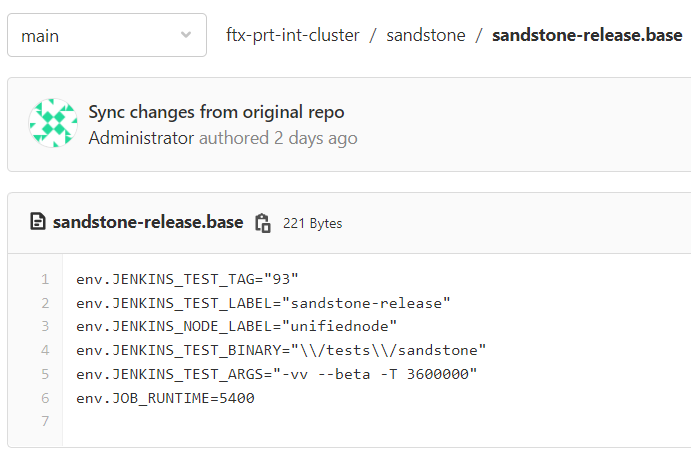 main
ftx-prt-int-cluster / sandstone / sandstone-release.base
Sync changes from original repo
Administrator authored 2 days ago
sandstone-release.base 221 Bytes
1 env.JENKINS_TEST_TAG="93"
2 env.JENKINS_TEST_LABEL="sandstone-release"
3 env.JENKINS_NODE_LABEL="unifiednode"
4 env.JENKINS_TEST_BINARY="\\/tests\\/sandstone"
5 env.JENKINS_TEST_ARGS="-vv --beta -T 3600000"
6 env.JOB_RUNTIME=5400
7